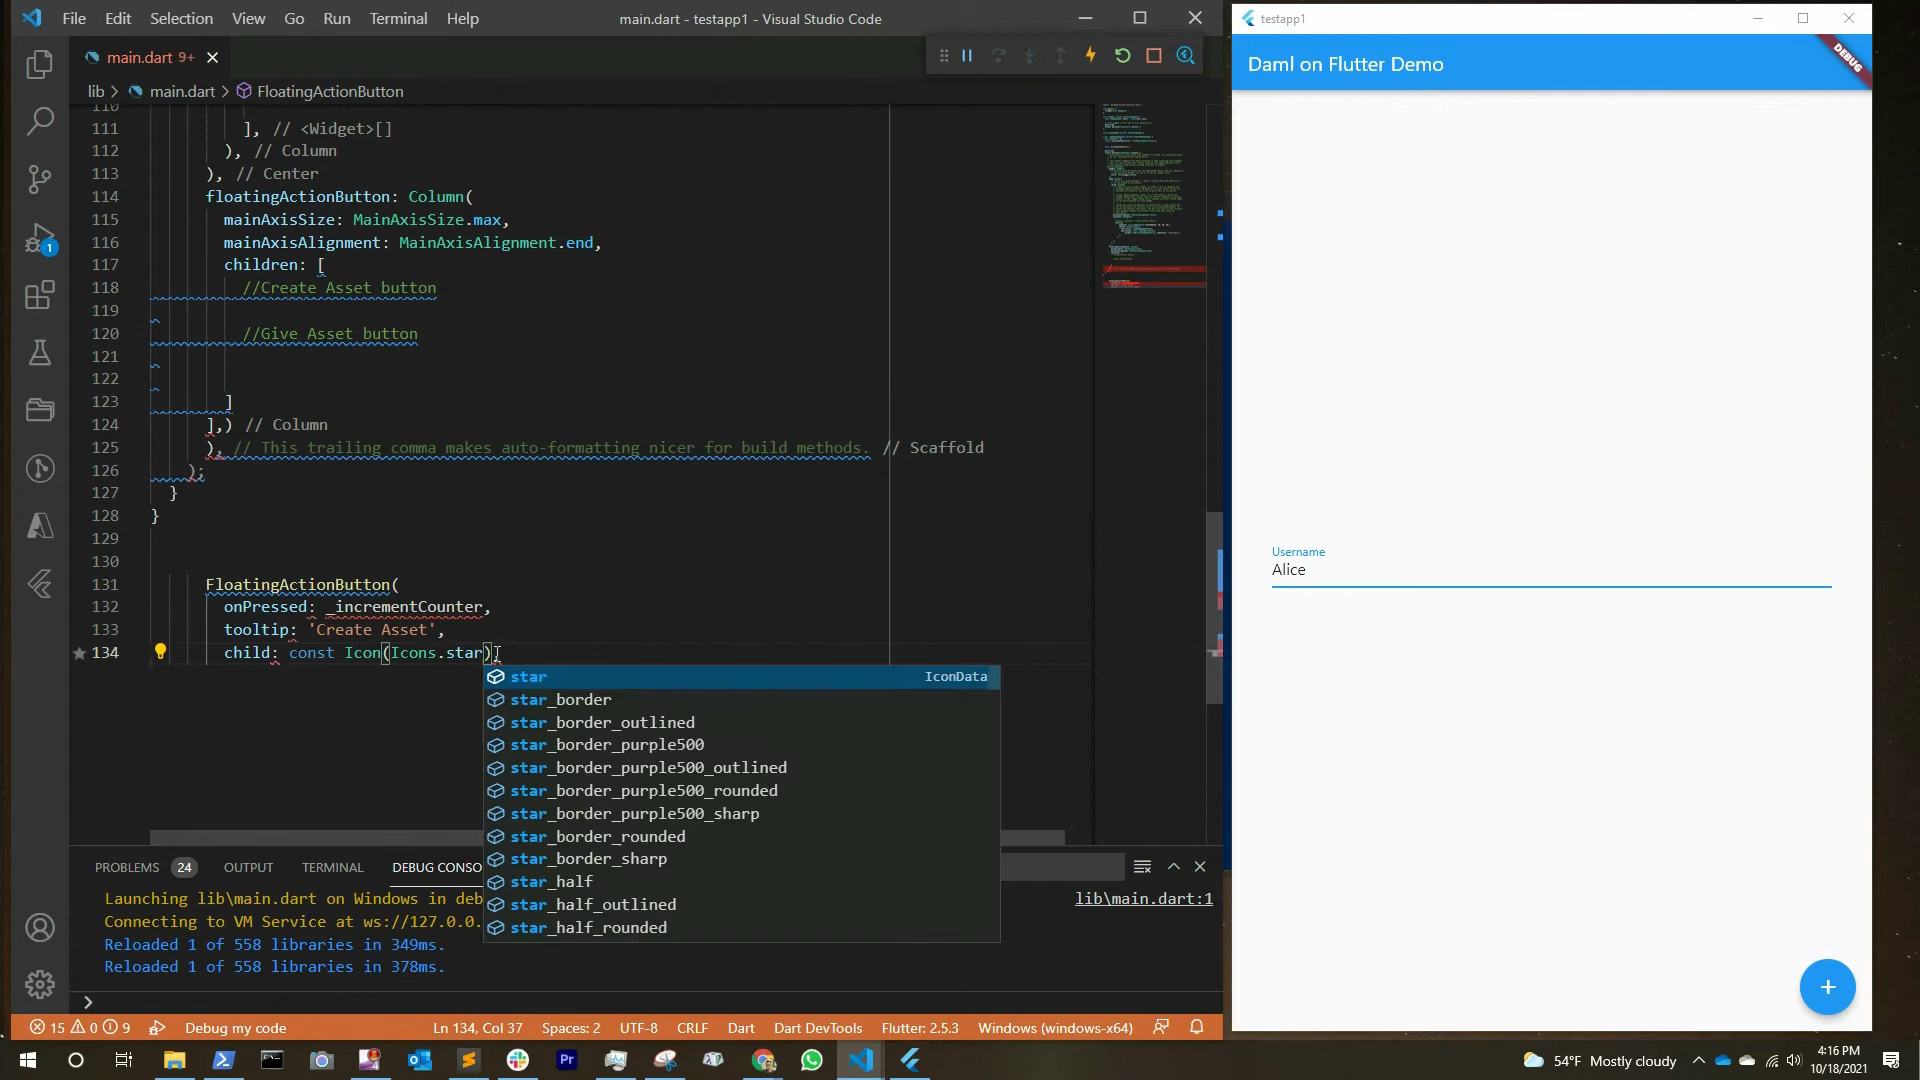 File Edit Selection View Go Run Terminal Help
main.dart - testapp1 - Visual Studio Code
main.dart 9+
lib > main.dart > FloatingActionButton
110
111 ], // <Widget>[]
112 ), // Column
113 ), // Center
114 floatingActionButton: Column(
115 mainAxisSize: MainAxisSize.max,
116 mainAxisAlignment: MainAxisAlignment.end,
117 children: [
118 //Create Asset button
119
120 //Give Asset button
121
122
123 ]
124 ],) // Column
125 ), // This trailing comma makes auto-formatting nicer for build methods. // Scaffold
126 );
127 }
128 }
129
130
131 FloatingActionButton(
132 onPressed: _incrementCounter,
133 tooltip: 'Create Asset',
134 child: const Icon(Icons.star),
star IconData
star_border
star_border_outlined
star_border_purple500
star_border_purple500_outlined
star_border_purple500_rounded
star_border_purple500_sharp
star_border_rounded
star_border_sharp
star_half
star_half_outlined
star_half_rounded
PROBLEMS 24 OUTPUT TERMINAL DEBUG CONSO
Launching lib\main.dart on Windows in deb
lib\main.dart:1
Connecting to VM Service at ws://127.0.0.
Reloaded 1 of 558 libraries in 349ms.
Reloaded 1 of 558 libraries in 378ms.
15 0 9 Debug my code Ln 134, Col 37 Spaces: 2 UTF-8 CRLF Dart Dart DevTools Flutter: 2.5.3 Windows (windows-x64)
testapp1
Daml on Flutter Demo
DEBUG
Username
Alice
+
1
Pr
54°F Mostly cloudy
4:16 PM
10/18/2021